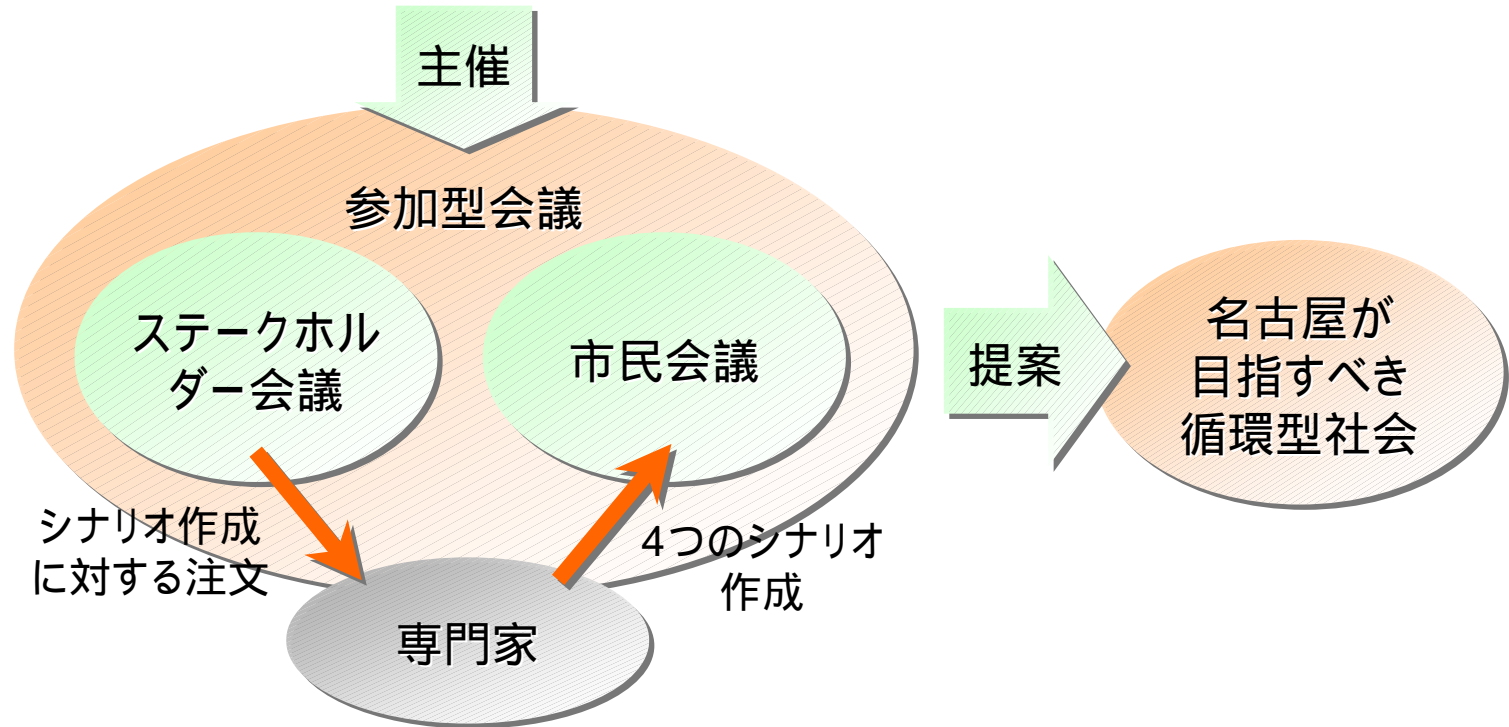 主催
参加型会議
ステークホル
ダー会議
市民会議
提案
名古屋が
目指すべき
循環型社会
シナリオ作成
に対する注文
4つのシナリオ
作成
専門家